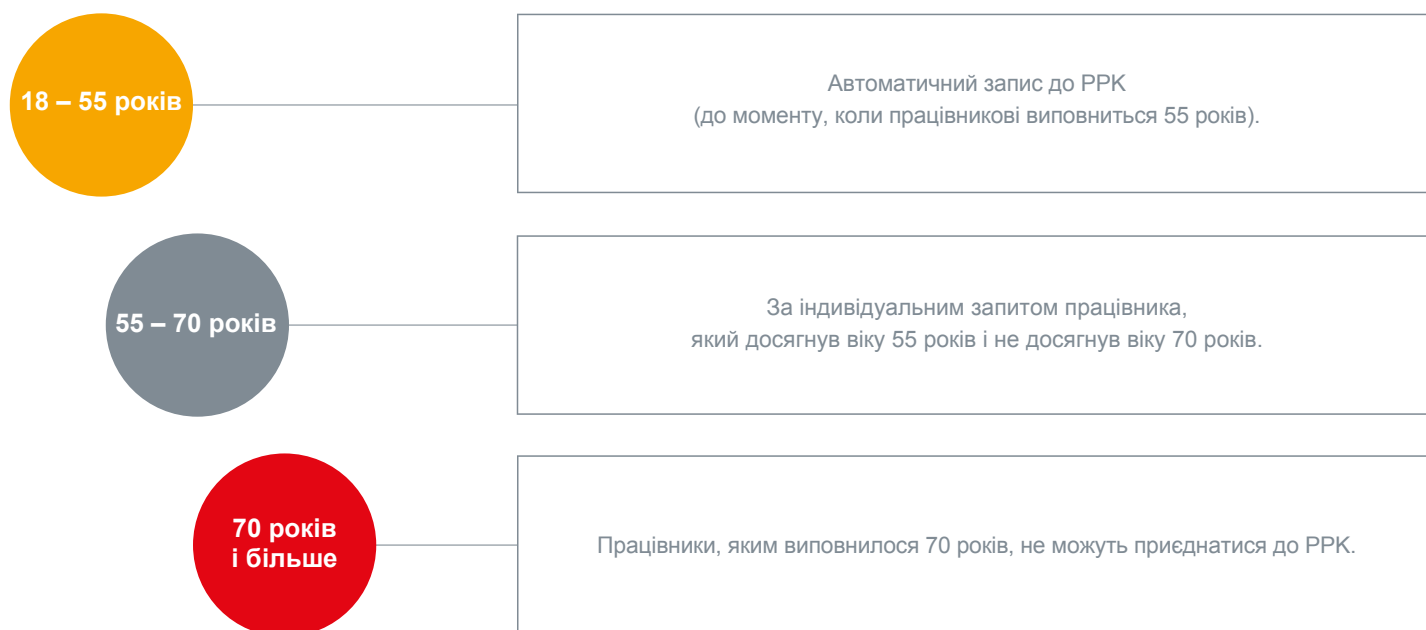 18 – 55 років
Автоматичний запис до PPK
(до моменту, коли працівникові виповниться 55 років).
55 – 70 років
За індивідуальним запитом працівника,
який досягнув віку 55 років і не досягнув віку 70 років.
70 років
і більше
Працівники, яким виповнилося 70 років, не можуть приєднатися до PPK.